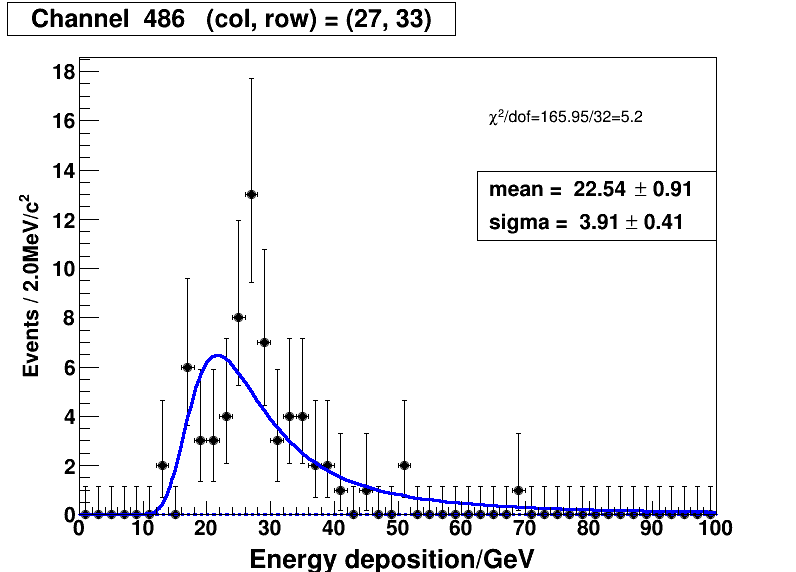 Channel 486 (col, row) = (27, 33)
χ²/dof=165.95/32=5.2
mean = 22.54 ± 0.91
sigma = 3.91 ± 0.41
Events / 2.0MeV/c²
18
16
14
12
10
8
6
4
2
0
0 10 20 30 40 50 60 70 80 90 100
Energy deposition/GeV